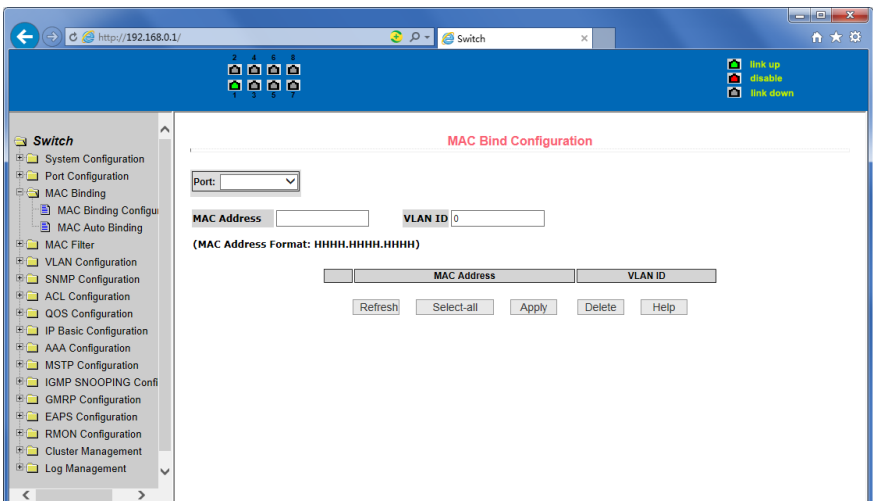 http://192.168.0.1/
Switch
2 4 6 8
1 3 5 7
link up
disable
link down
Switch
System Configuration
Port Configuration
MAC Binding
MAC Binding Configur
MAC Auto Binding
MAC Filter
VLAN Configuration
SNMP Configuration
ACL Configuration
QOS Configuration
IP Basic Configuration
AAA Configuration
MSTP Configuration
IGMP SNOOPING Confi
GMRP Configuration
EAPS Configuration
RMON Configuration
Cluster Management
Log Management
MAC Bind Configuration
Port:
MAC Address VLAN ID 0
(MAC Address Format: HHHH.HHHH.HHHH)
MAC Address VLAN ID
Refresh Select-all Apply Delete Help